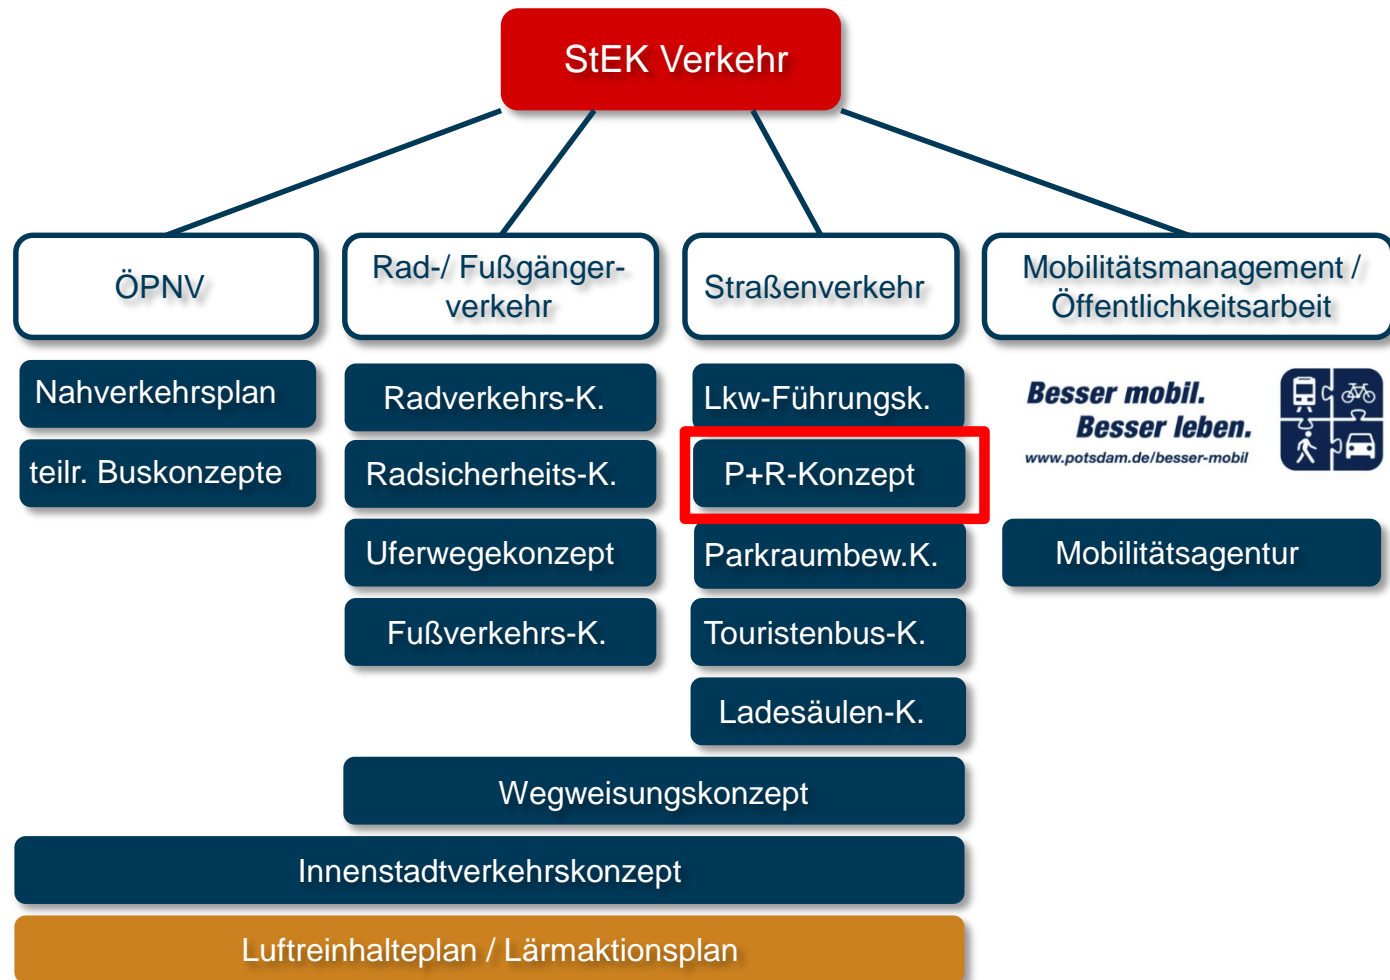 StEK Verkehr
ÖPNV
Rad-/ Fußgänger-
verkehr
Straßenverkehr
Mobilitätsmanagement /
Öffentlichkeitsarbeit
Nahverkehrsplan
teilr. Buskonzepte
Radverkehrs-K.
Radsicherheits-K.
Uferwegekonzept
Fußverkehrs-K.
Lkw-Führungsk.
P+R-Konzept
Parkraumbew.K.
Touristenbus-K.
Ladesäulen-K.
Besser mobil.
Besser leben.
www.potsdam.de/besser-mobil
Mobilitätsagentur
Wegweisungskonzept
Innenstadtverkehrskonzept
Luftreinhalteplan / Lärmaktionsplan